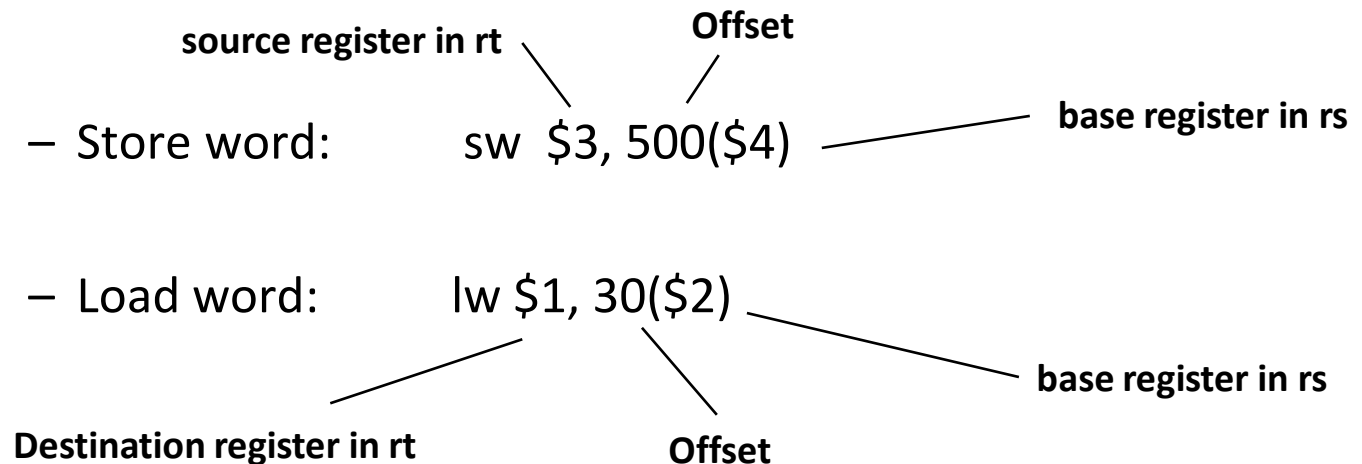 source register in rt
Offset
base register in rs
– Store word: sw $3, 500($4)
– Load word: lw $1, 30($2)
base register in rs
Destination register in rt
Offset